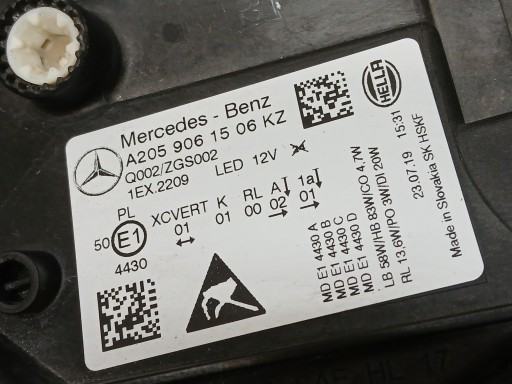 Mercedes - Benz
A205 906 15 06 KZ
Q002/ZGS002
1EX.2209
LED 12V
HELLA
PL
XCVERT K RL A 1a
50 E1 01 01 00 02 01
4430
MD E1 4430 A
MD E1 4430 B
MD E1 4430 C
MD E1 4430 D
LB 58W/HB 83W/CO 4.7W
RL 13,6W/PO 3W/DI 20W
23.07.19 15:31
Made in Slovakia SK HSKF